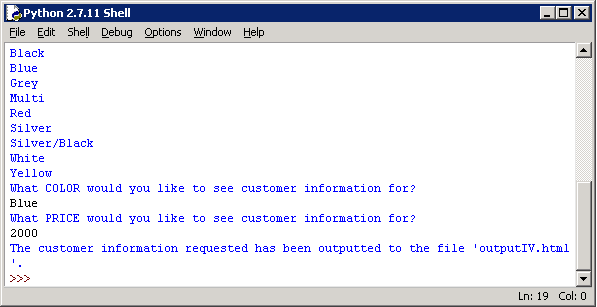 Python 2.7.11 Shell
File Edit Shell Debug Options Window Help
Black
Blue
Grey
Multi
Red
Silver
Silver/Black
White
Yellow
What COLOR would you like to see customer information for?
Blue
What PRICE would you like to see customer information for?
2000
The customer information requested has been outputted to the file 'outputIV.html
'.
>>>
Ln: 19 Col: 0